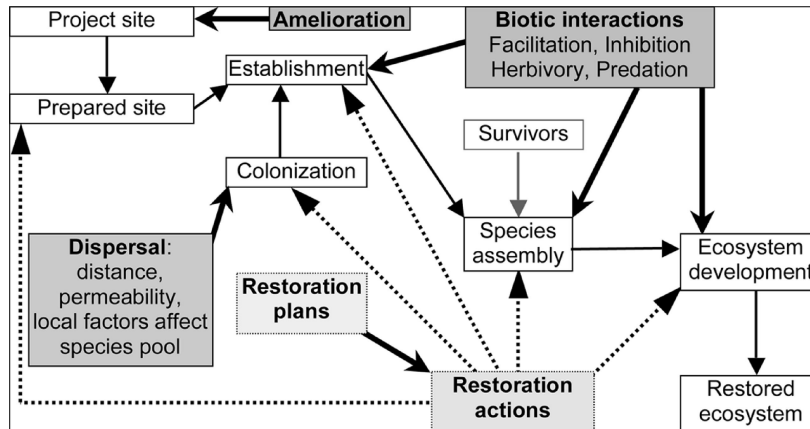 Project site
Amelioration
Biotic interactions
Facilitation, Inhibition
Herbivory, Predation
Establishment
Prepared site
Survivors
Colonization
Species
assembly
Ecosystem
development
Dispersal:
distance,
permeability,
local factors affect
species pool
Restoration
plans
Restoration
actions
Restored
ecosystem